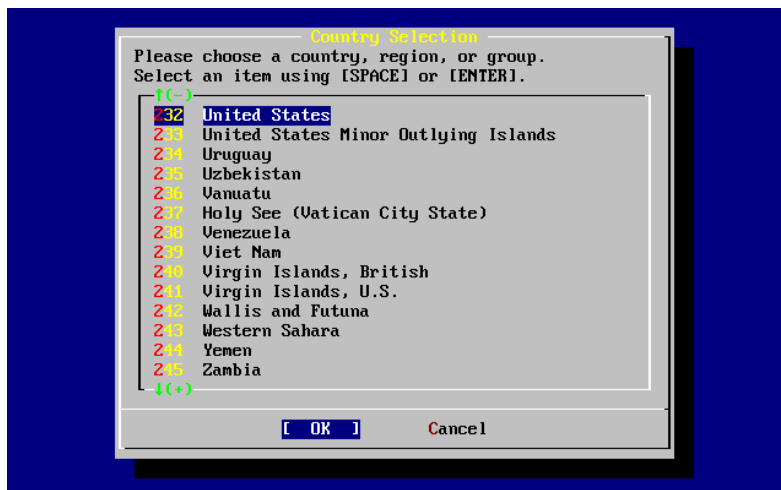 Country Selection
Please choose a country, region, or group.
Select an item using [SPACE] or [ENTER].
↑(-)
232 United States
233 United States Minor Outlying Islands
234 Uruguay
235 Uzbekistan
236 Vanuatu
237 Holy See (Vatican City State)
238 Venezuela
239 Viet Nam
240 Virgin Islands, British
241 Virgin Islands, U.S.
242 Wallis and Futuna
243 Western Sahara
244 Yemen
245 Zambia
↓(+)
[ OK ] Cancel